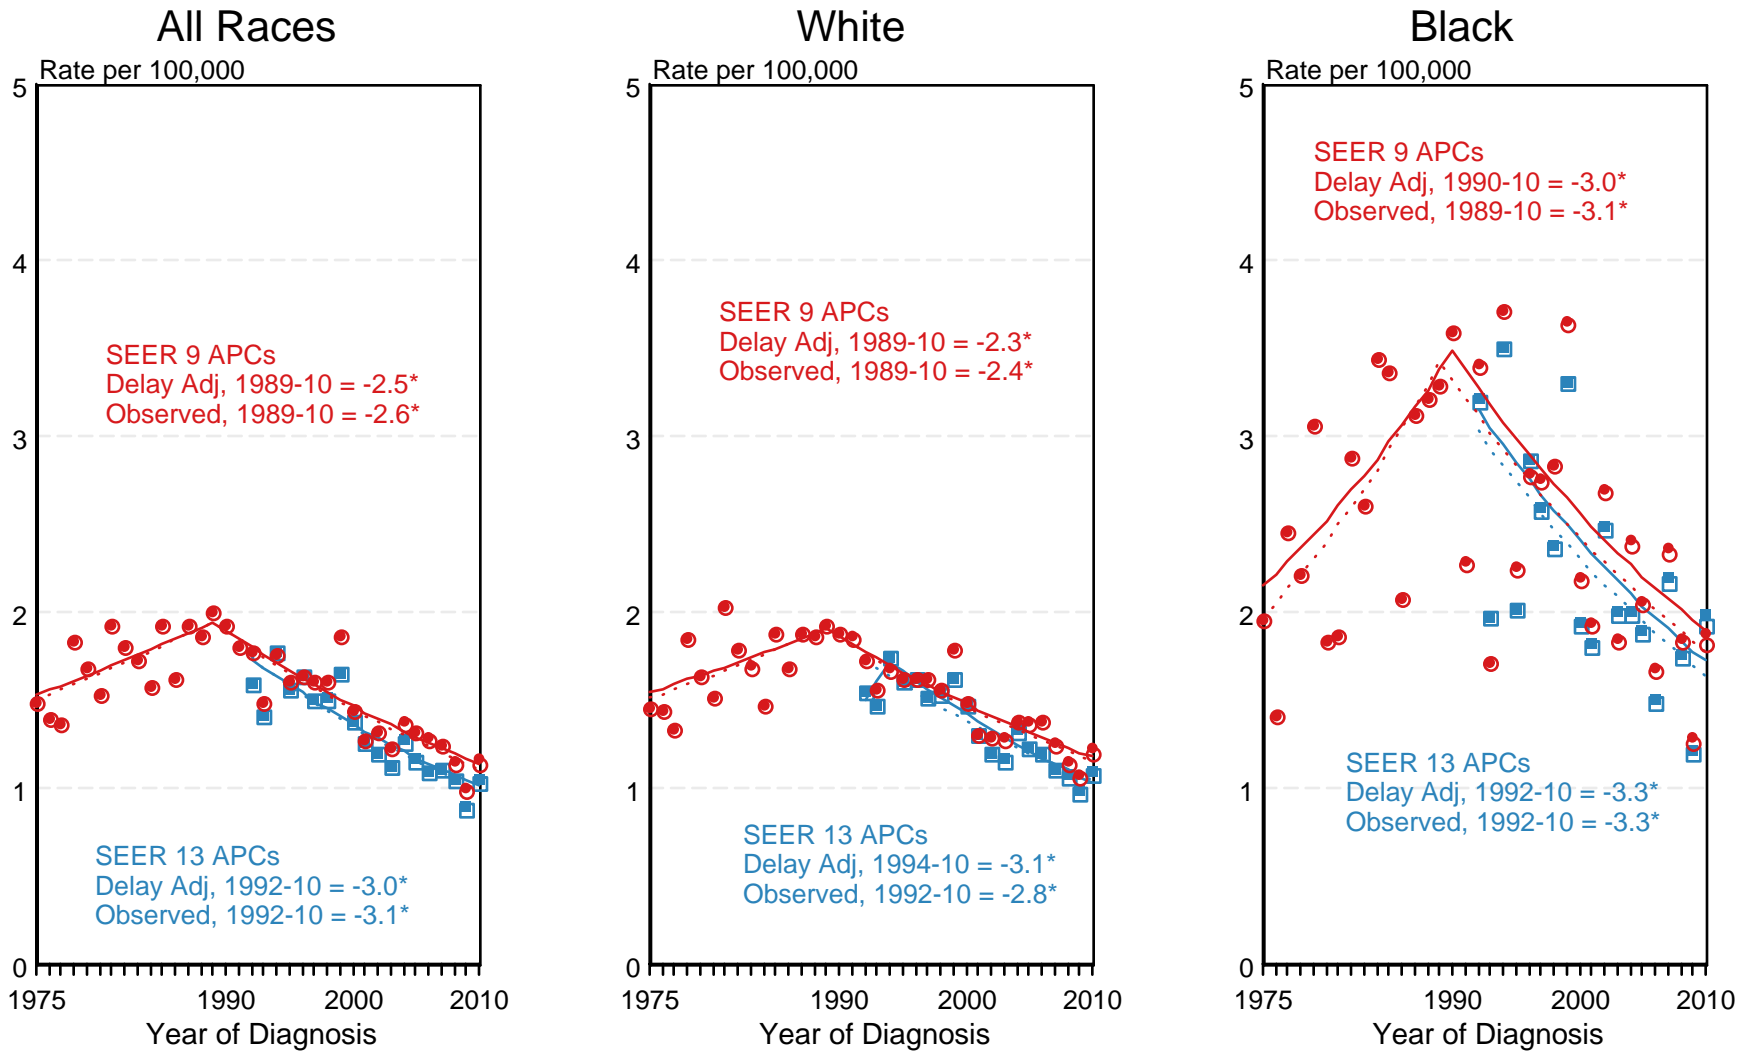 All Races
Rate per 100,000
5
4
3
2
1
0
SEER 9 APCs
Delay Adj, 1989-10 = -2.5*
Observed, 1989-10 = -2.6*
SEER 13 APCs
Delay Adj, 1992-10 = -3.0*
Observed, 1992-10 = -3.1*
1975 1990 2000 2010
Year of Diagnosis
White
Rate per 100,000
5
4
3
2
1
0
SEER 9 APCs
Delay Adj, 1989-10 = -2.3*
Observed, 1989-10 = -2.4*
SEER 13 APCs
Delay Adj, 1994-10 = -3.1*
Observed, 1992-10 = -2.8*
1975 1990 2000 2010
Year of Diagnosis
Black
Rate per 100,000
5
4
3
2
1
0
SEER 9 APCs
Delay Adj, 1990-10 = -3.0*
Observed, 1989-10 = -3.1*
SEER 13 APCs
Delay Adj, 1992-10 = -3.3*
Observed, 1992-10 = -3.3*
1975 1990 2000 2010
Year of Diagnosis